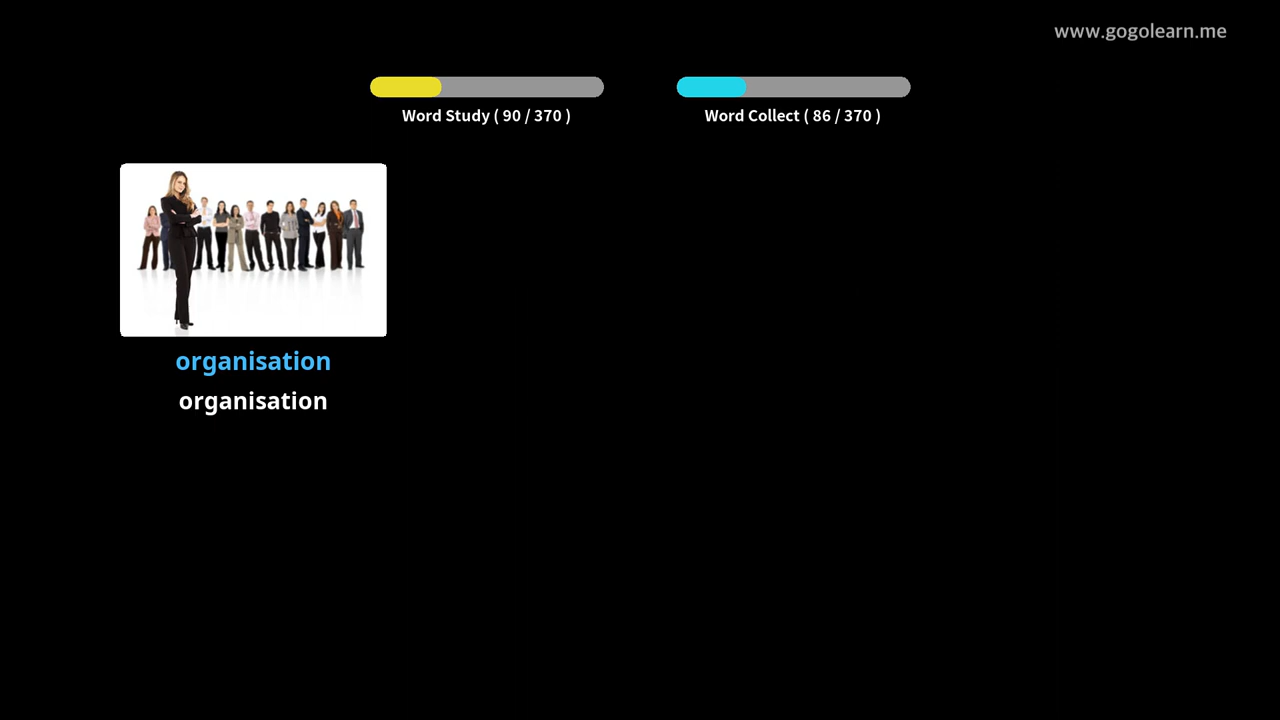 www.gogolearn.me
Word Study ( 90 / 370 )
Word Collect ( 86 / 370 )
organisation
organisation